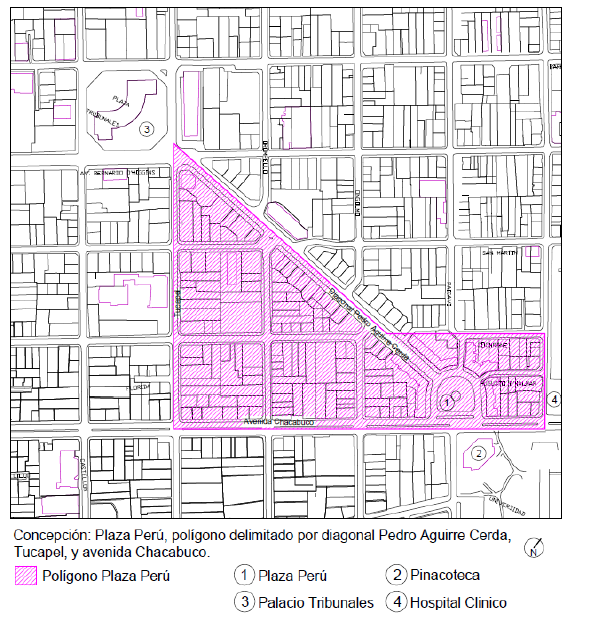 PLAZA
TRIBUNALES
3
AV. BERNARDO O'HIGGINS
SAN MARTIN
diagonal Pedro Aguirre Cerda
FLORIDA
1
4
Avenida Chacabuco
2
UNIVERSIDAD
Concepción: Plaza Perú, polígono delimitado por diagonal Pedro Aguirre Cerda,
Tucapel, y avenida Chacabuco.
N
Polígono Plaza Perú
1 Plaza Perú
2 Pinacoteca
3 Palacio Tribunales
4 Hospital Clinico